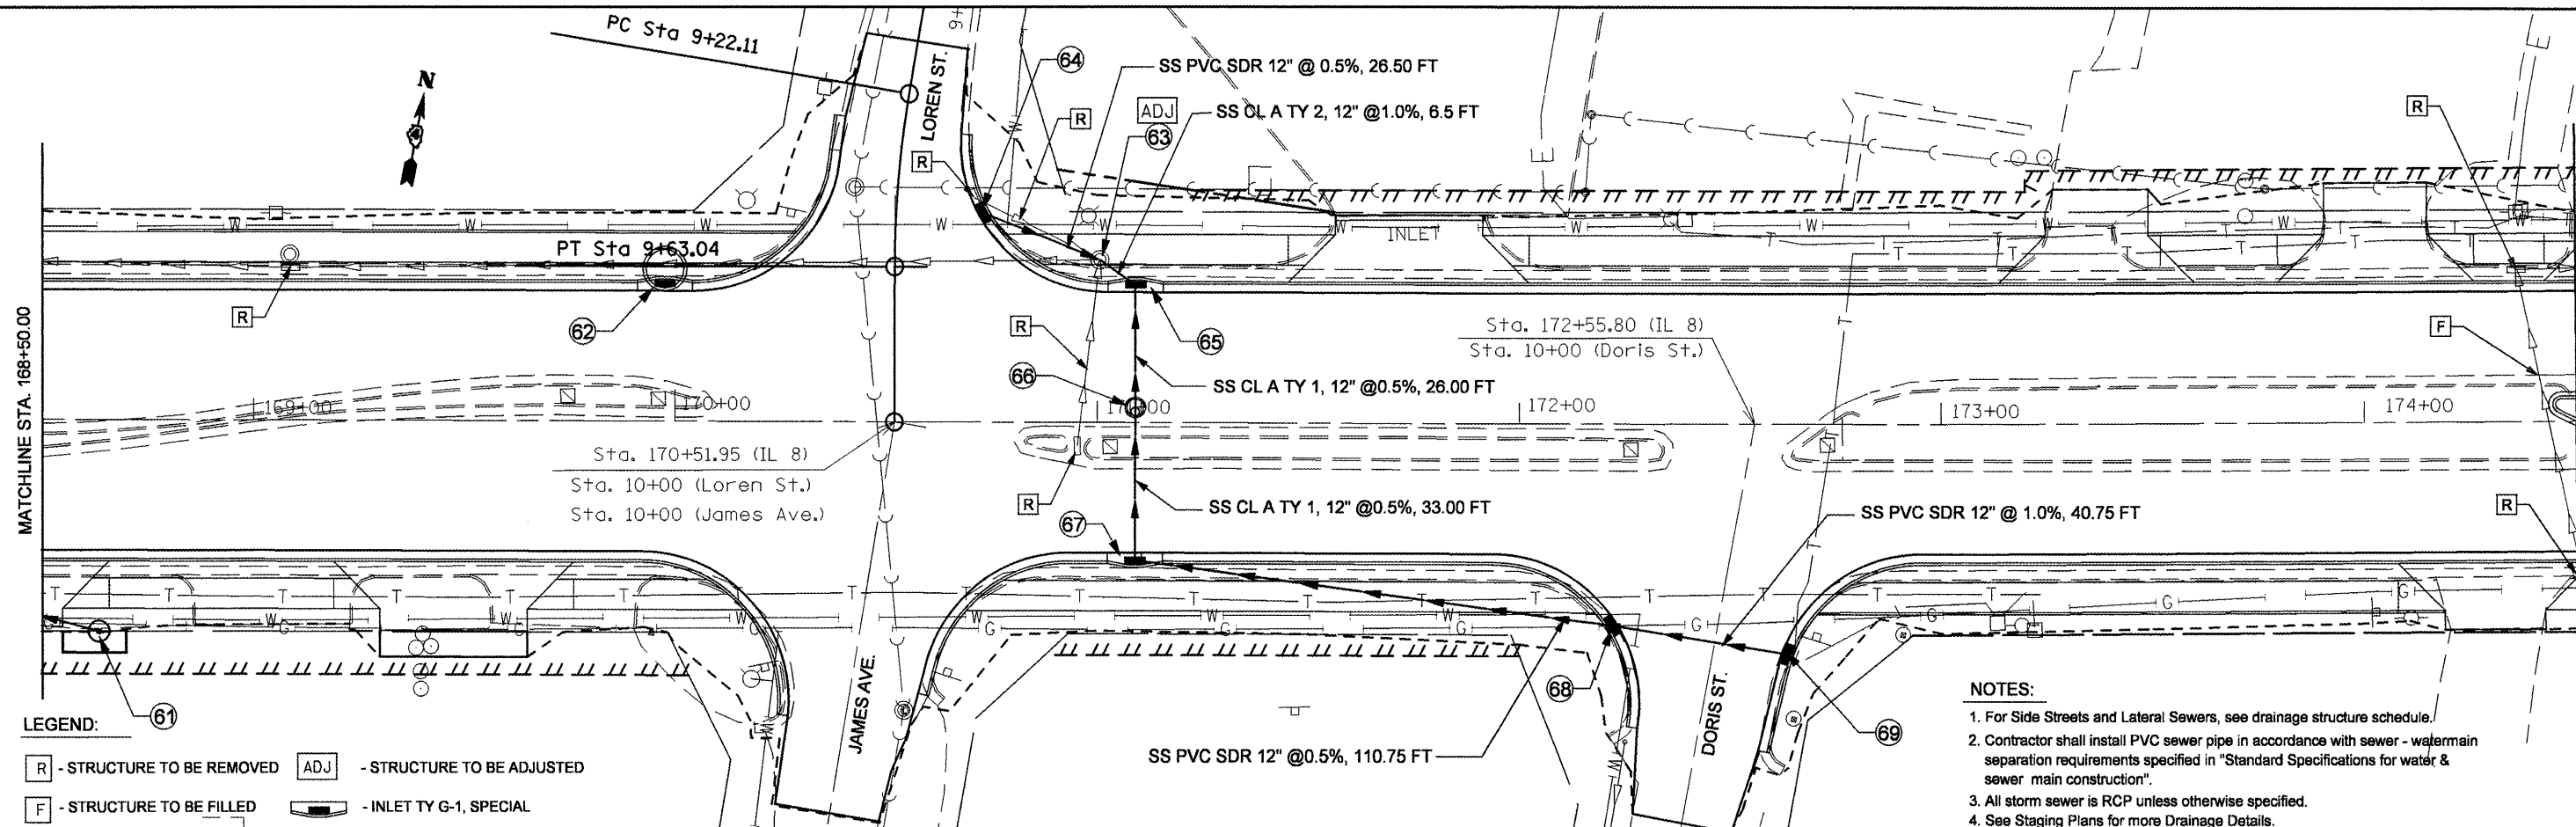 PC Sta 9+22.11
9+
N
LOREN ST.
64
SS PVC SDR 12" @ 0.5%, 26.50 FT
R
ADJ
SS CL A TY 2, 12" @1.0%, 6.5 FT
63
R
R
E
E
W W W W W W W W W W
T T T T T
INLET
PT Sta 9+63.04
R
62
R
65
Sta. 172+55.80 (IL 8)
Sta. 10+00 (Doris St.)
F
MATCHLINE STA. 168+50.00
66
SS CL A TY 1, 12" @0.5%, 26.00 FT
169+00
170+00
00
172+00
173+00
174+00
Sta. 170+51.95 (IL 8)
Sta. 10+00 (Loren St.)
Sta. 10+00 (James Ave.)
R
67
SS CL A TY 1, 12" @0.5%, 33.00 FT
SS PVC SDR 12" @ 1.0%, 40.75 FT
R
T T T T T T T T T T T
W W W W
G G G G G G G
61
JAMES AVE.
68
DORIS ST.
69
SS PVC SDR 12" @0.5%, 110.75 FT
LEGEND:
R - STRUCTURE TO BE REMOVED ADJ - STRUCTURE TO BE ADJUSTED
F - STRUCTURE TO BE FILLED - INLET TY G-1, SPECIAL
NOTES:
1. For Side Streets and Lateral Sewers, see drainage structure schedule.
2. Contractor shall install PVC sewer pipe in accordance with sewer - watermain
separation requirements specified in "Standard Specifications for water &
sewer main construction".
3. All storm sewer is RCP unless otherwise specified.
4. See Staging Plans for more Drainage Details.